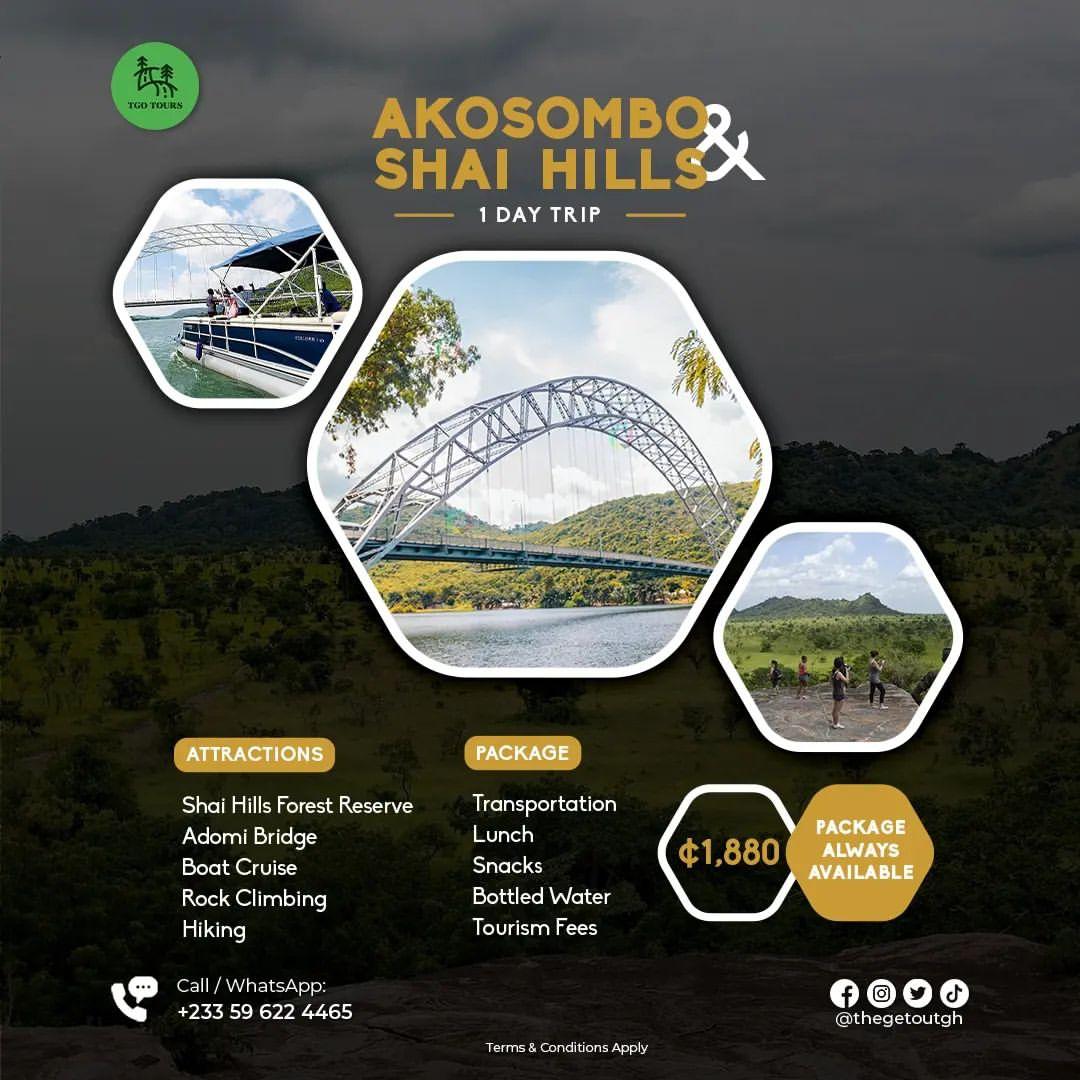 TGO TOURS
AKOSOMBO &
SHAI HILLS
1 DAY TRIP
ATTRACTIONS
Shai Hills Forest Reserve
Adomi Bridge
Boat Cruise
Rock Climbing
Hiking
PACKAGE
Transportation
Lunch
Snacks
Bottled Water
Tourism Fees
₵1,880
PACKAGE
ALWAYS
AVAILABLE
Call / WhatsApp:
+233 59 622 4465
@thegetoutgh
Terms & Conditions Apply